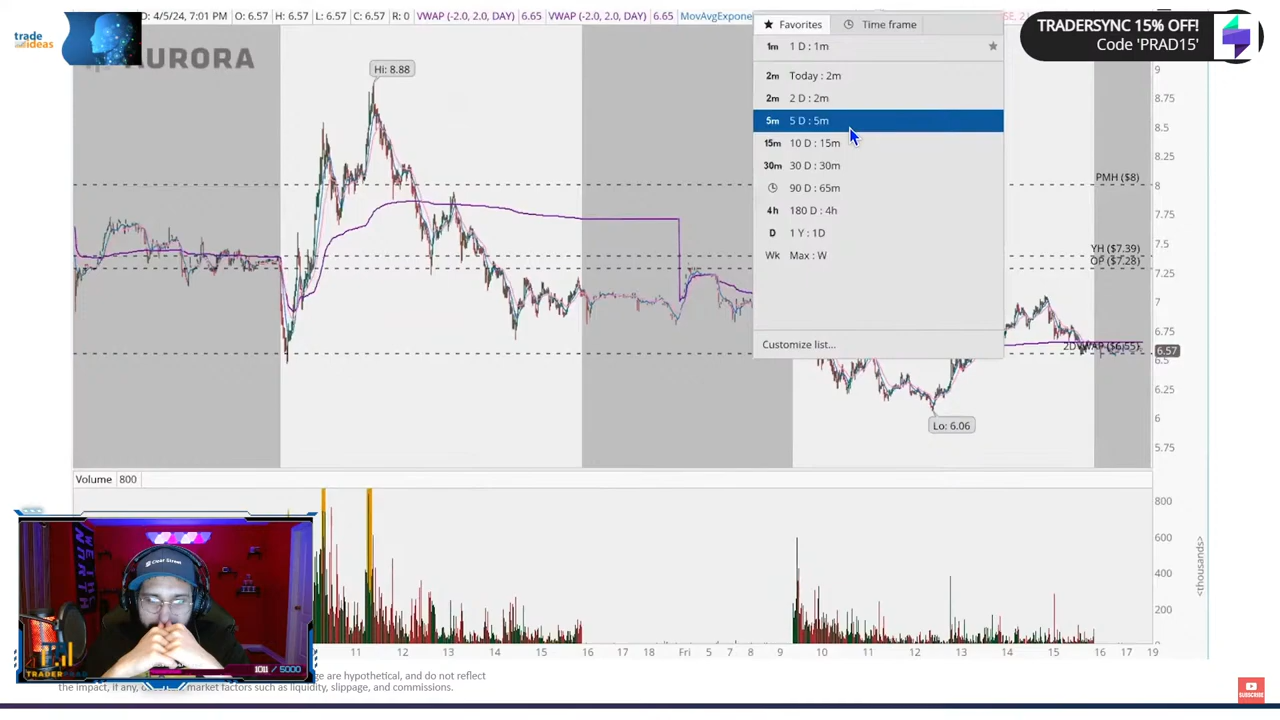 D: 4/5/24, 7:01 PM O: 6.57 H: 6.57 L: 6.57 C: 6.57 R: 0 VWAP (-2.0, 2.0, DAY) 6.65 VWAP (-2.0, 2.0, DAY) 6.65 MovAvgExpone
trade
ideas
AURORA
Hi: 8.88
Favorites Time frame
1m 1 D : 1m
2m Today : 2m
2m 2 D : 2m
5m 5 D : 5m
15m 10 D : 15m
30m 30 D : 30m
90 D : 65m
4h 180 D : 4h
D 1 Y : 1D
Wk Max : W
Customize list...
TRADERSYNC 15% OFF!
Code 'PRAD15'
9
8.75
8.5
8.25
PMH ($8)
8
7.75
YH ($7.39)
7.5
OP ($7.28)
7.25
7
6.75
2DVWAP ($6.55)
6.57
6.5
6.25
6
5.75
Lo: 6.06
Volume 800
800
600
400
200
<thousands>
11 12 13 14 15 16 17 18 Fri 5 7 8 9 10 11 12 13 14 15 16 17 19
Clear Street
1011 / 5000
ge are hypothetical, and do not reflect
the impact, if any, of market factors such as liquidity, slippage, and commissions.
SUBSCRIBE